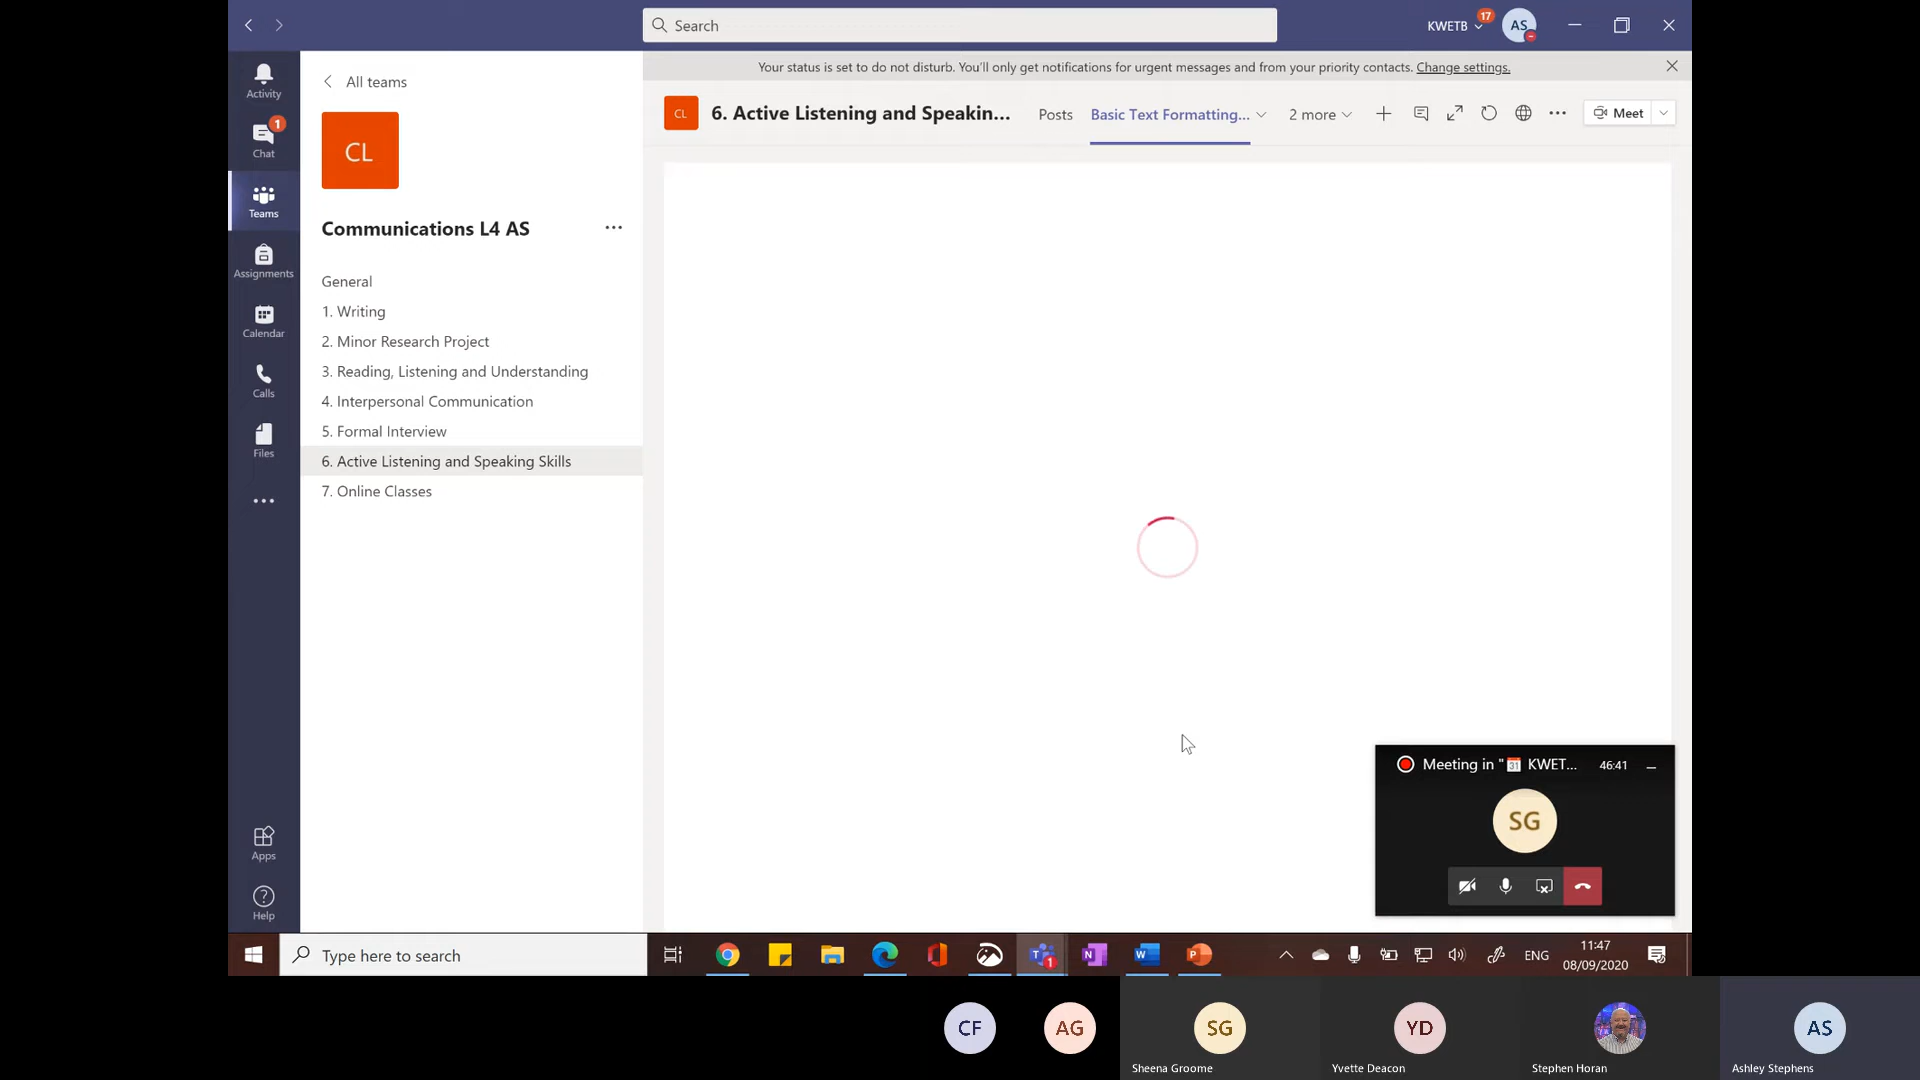 Search
KWETB
17
AS
Your status is set to do not disturb. You'll only get notifications for urgent messages and from your priority contacts. Change settings.
Activity
Chat
1
Teams
Assignments
Calendar
Calls
Files
Apps
Help
All teams
CL
Communications L4 AS
General
1. Writing
2. Minor Research Project
3. Reading, Listening and Understanding
4. Interpersonal Communication
5. Formal Interview
6. Active Listening and Speaking Skills
7. Online Classes
CL
6. Active Listening and Speakin...
Posts
Basic Text Formatting...
2 more
Meet
Meeting in "31 KWET...
46:41
SG
Type here to search
1
ENG
11:47
08/09/2020
CF
AG
SG
YD
AS
Sheena Groome
Yvette Deacon
Stephen Horan
Ashley Stephens